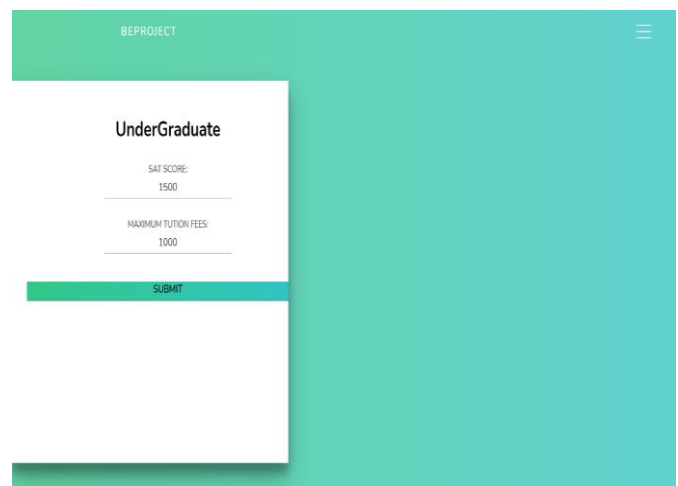 BEPROJECT
UnderGraduate
SAT SCORE:
1500
MAXIMUM TUTION FEES:
1000
SUBMIT